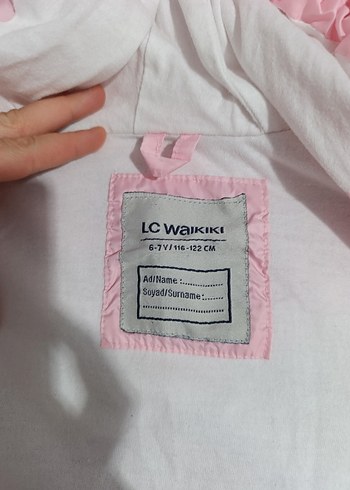 LC Waikiki
6-7 Y / 116-122 CM
Ad/Name :..............
Soyad/Surname :......
..............................